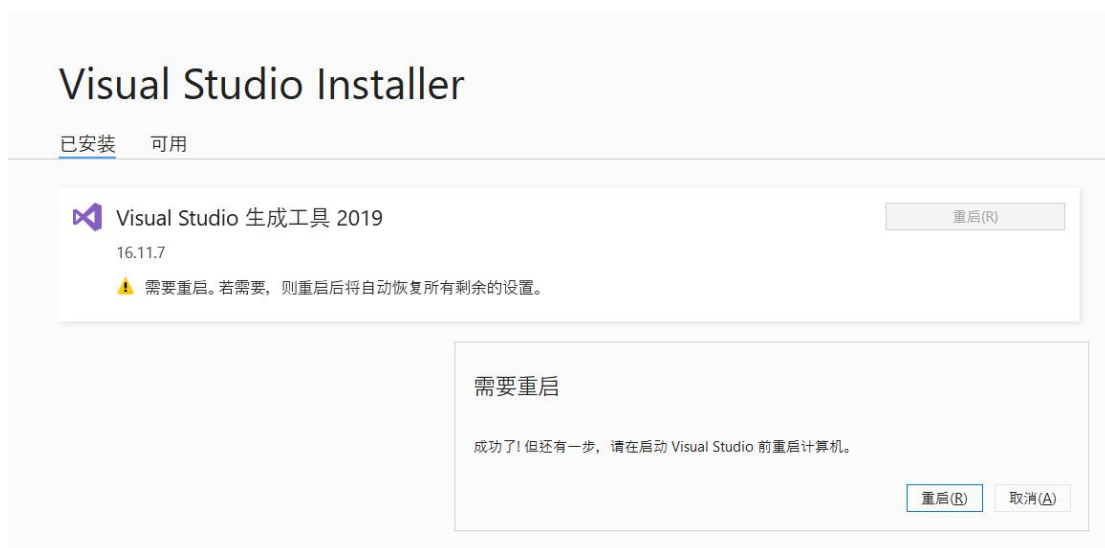 Visual Studio Installer
已安装 可用
Visual Studio 生成工具 2019
重启(R)
16.11.7
需要重启。若需要，则重启后将自动恢复所有剩余的设置。
需要重启
成功了! 但还有一步，请在启动 Visual Studio 前重启计算机。
重启(R) 取消(A)